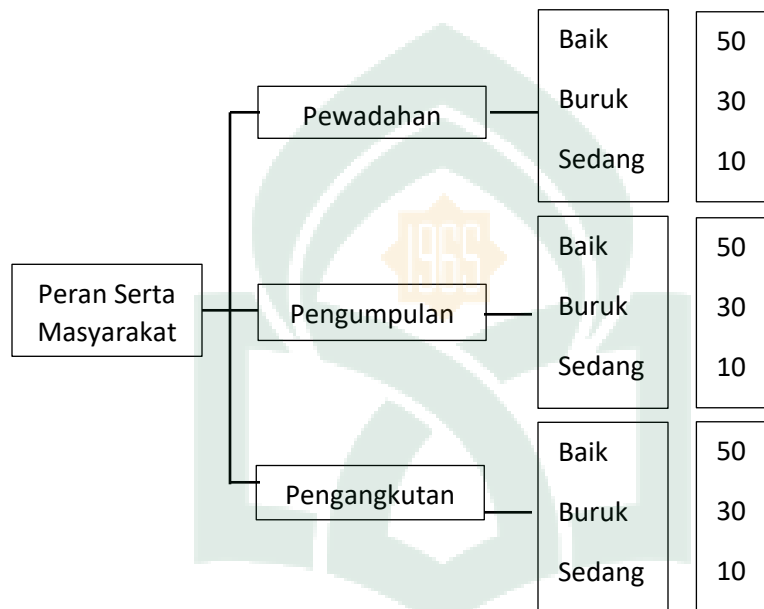 Peran Serta
Masyarakat
Pewadahan
Baik 50
Buruk 30
Sedang 10
Pengumpulan
Baik 50
Buruk 30
Sedang 10
Pengangkutan
Baik 50
Buruk 30
Sedang 10
1965